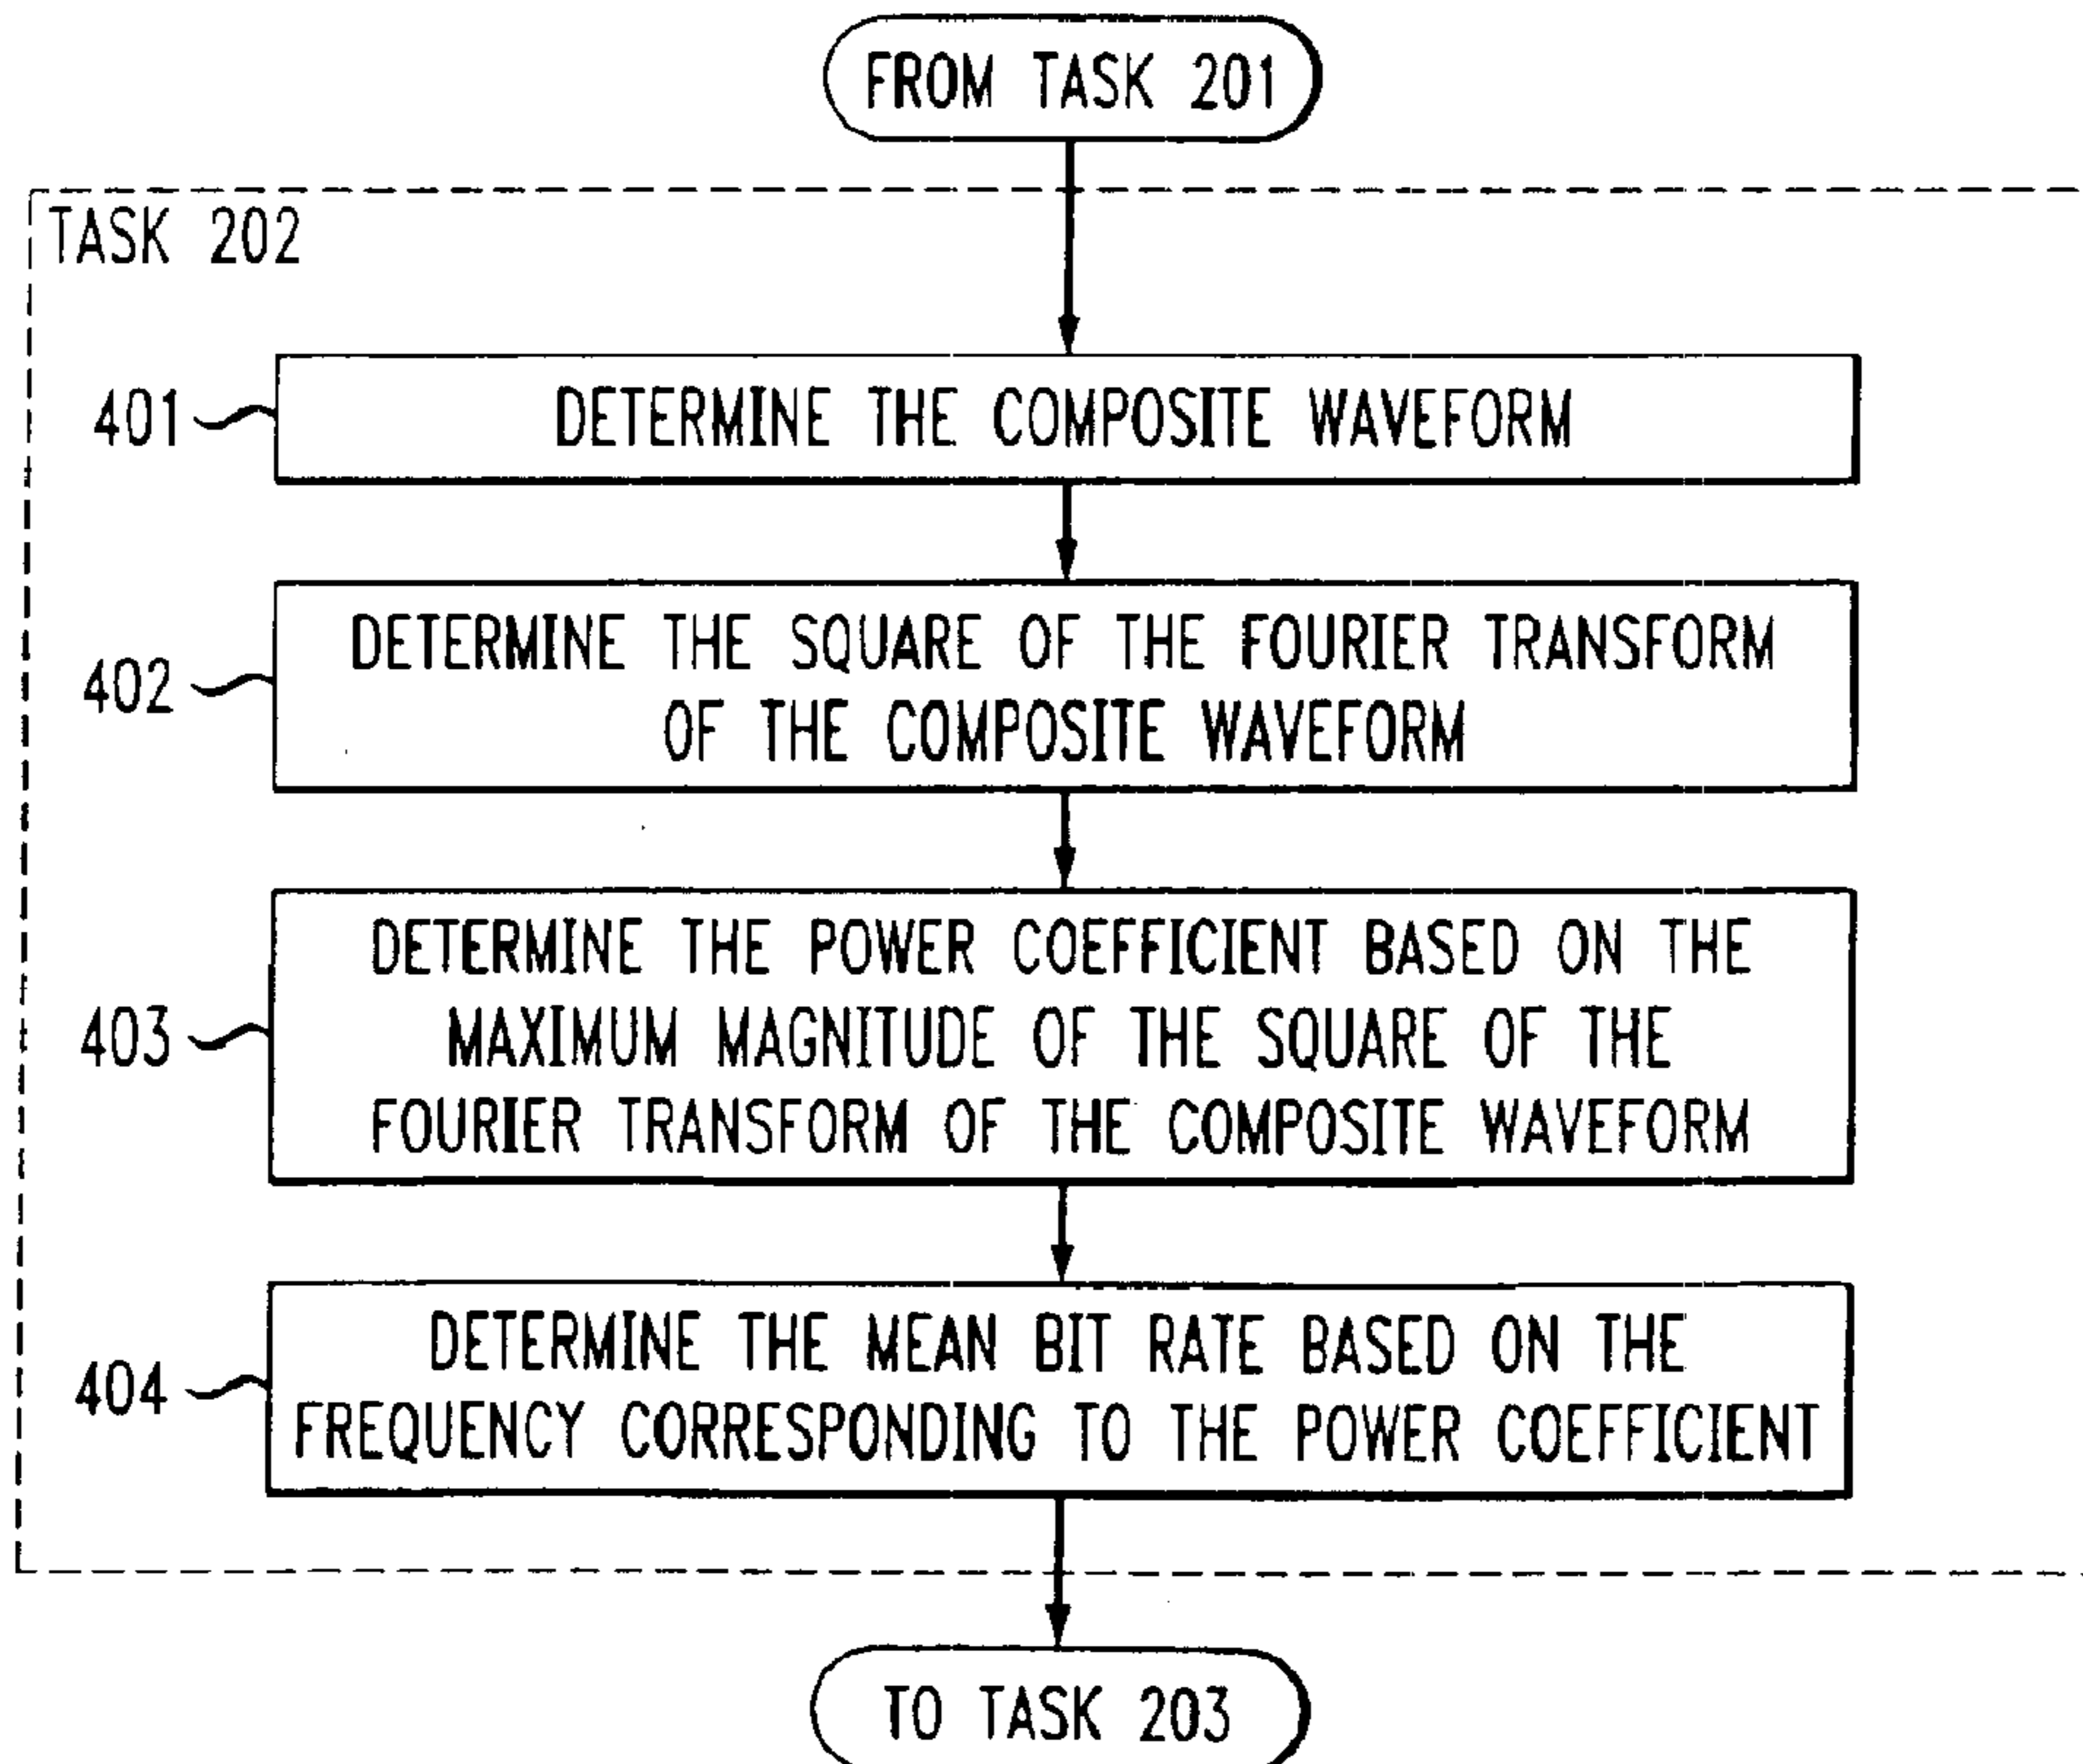 FROM TASK 201
TASK 202
401
DETERMINE THE COMPOSITE WAVEFORM
402
DETERMINE THE SQUARE OF THE FOURIER TRANSFORM
OF THE COMPOSITE WAVEFORM
403
DETERMINE THE POWER COEFFICIENT BASED ON THE
MAXIMUM MAGNITUDE OF THE SQUARE OF THE
FOURIER TRANSFORM OF THE COMPOSITE WAVEFORM
404
DETERMINE THE MEAN BIT RATE BASED ON THE
FREQUENCY CORRESPONDING TO THE POWER COEFFICIENT
TO TASK 203